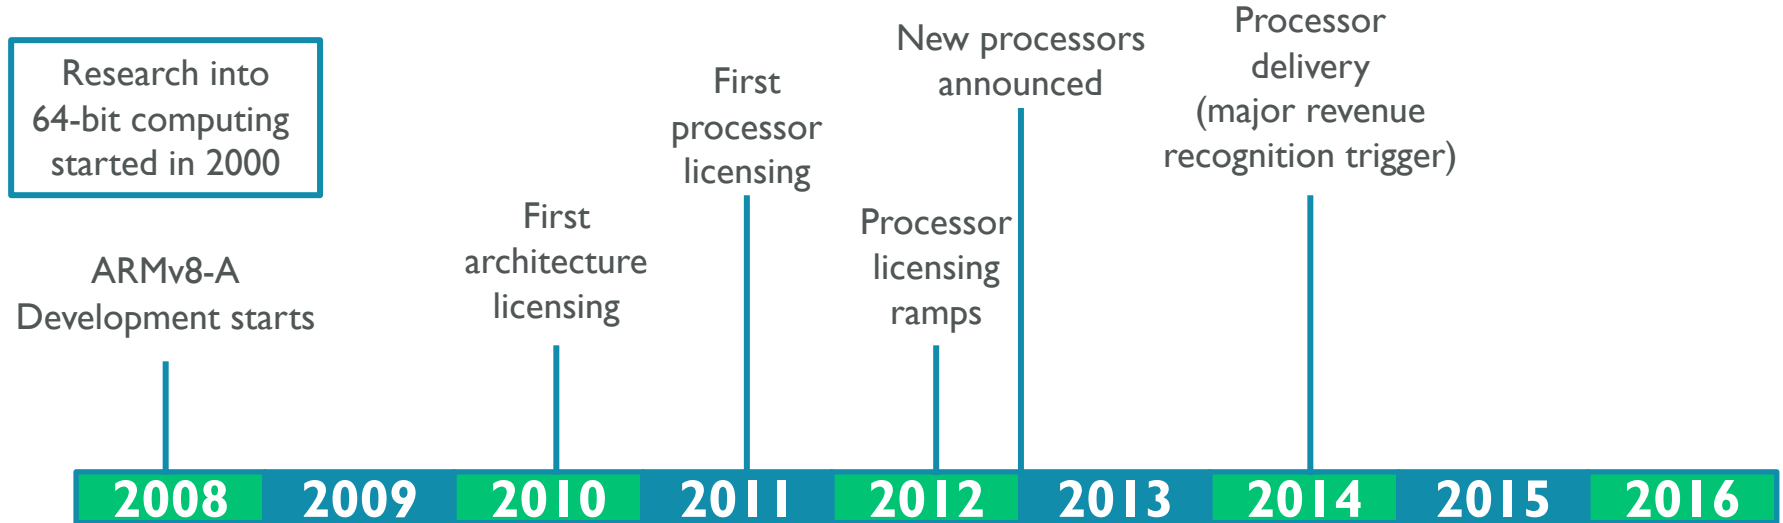 Research into
64-bit computing
started in 2000
ARMv8-A
Development starts
First
architecture
licensing
First
processor
licensing
Processor
licensing
ramps
New processors
announced
Processor
delivery
(major revenue
recognition trigger)
2008 2009 2010 2011 2012 2013 2014 2015 2016